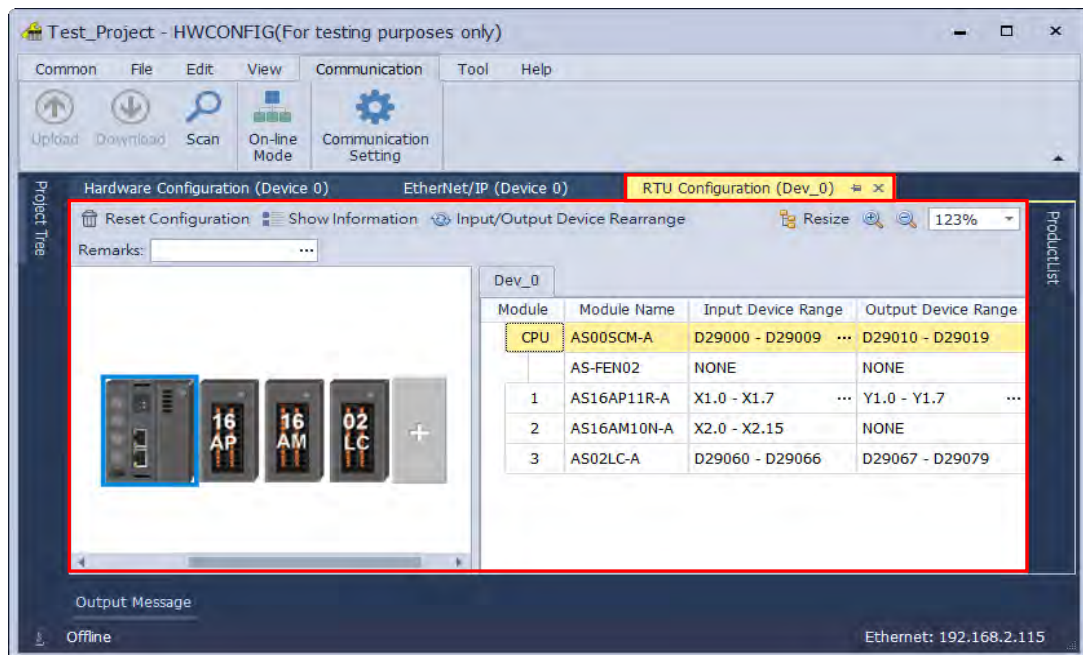 Test_Project - HWCONFIG(For testing purposes only)
Common File Edit View Communication Tool Help
Upload Download Scan On-line Mode Communication Setting
Project Tree
Hardware Configuration (Device 0) EtherNet/IP (Device 0) RTU Configuration (Dev_0)
Reset Configuration Show Information Input/Output Device Rearrange Resize 123%
ProductList
Remarks: ...
Dev_0
Module Module Name Input Device Range Output Device Range
CPU AS00SCM-A D29000 - D29009 ... D29010 - D29019
AS-FEN02 NONE NONE
1 AS16AP11R-A X1.0 - X1.7 ... Y1.0 - Y1.7 ...
2 AS16AM10N-A X2.0 - X2.15 NONE
3 AS02LC-A D29060 - D29066 D29067 - D29079
16 AP
16 AM
02 LC
Output Message
Offline Ethernet: 192.168.2.115